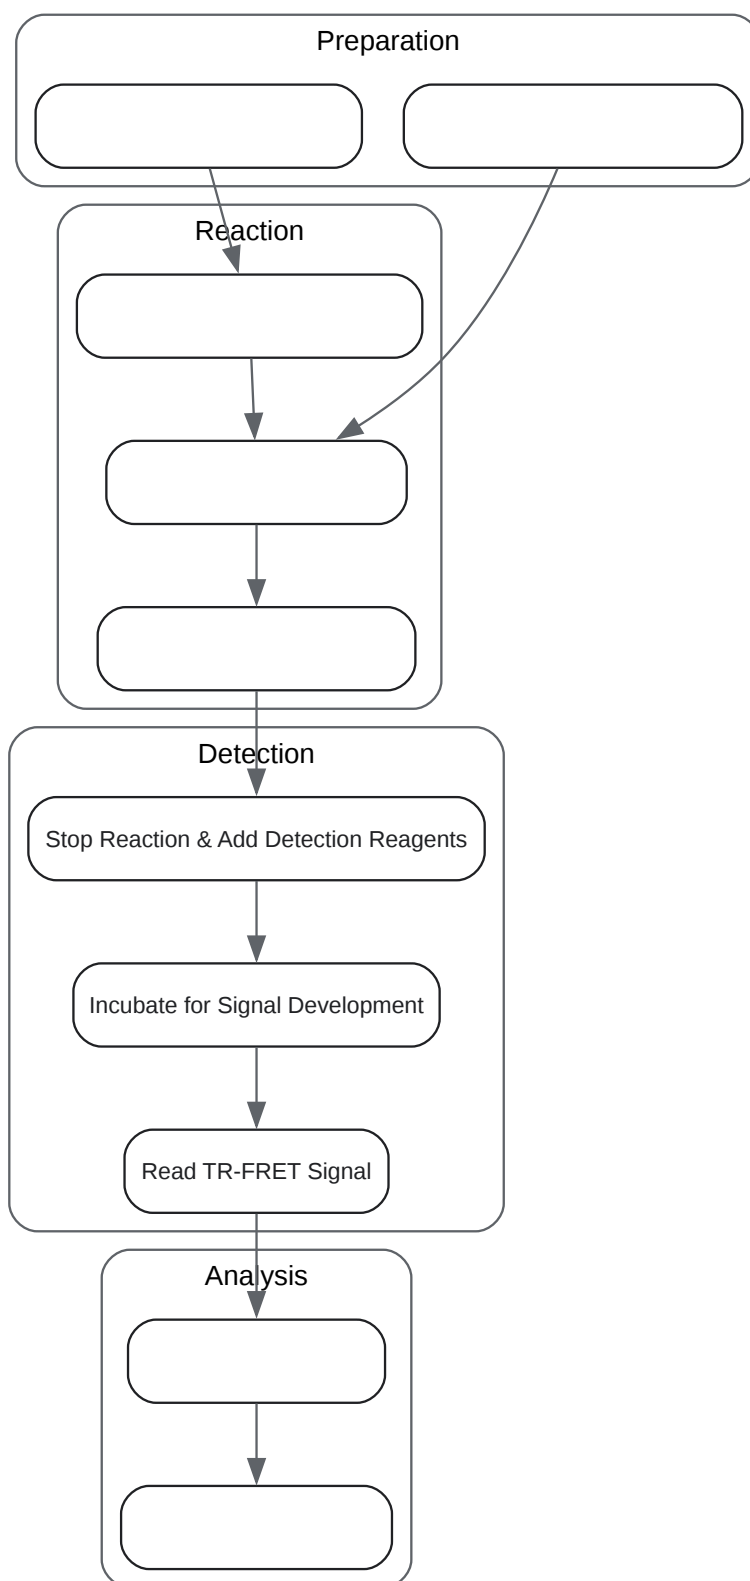 Preparation
Reaction
Detection
Stop Reaction & Add Detection Reagents
Incubate for Signal Development
Read TR-FRET Signal
Analysis